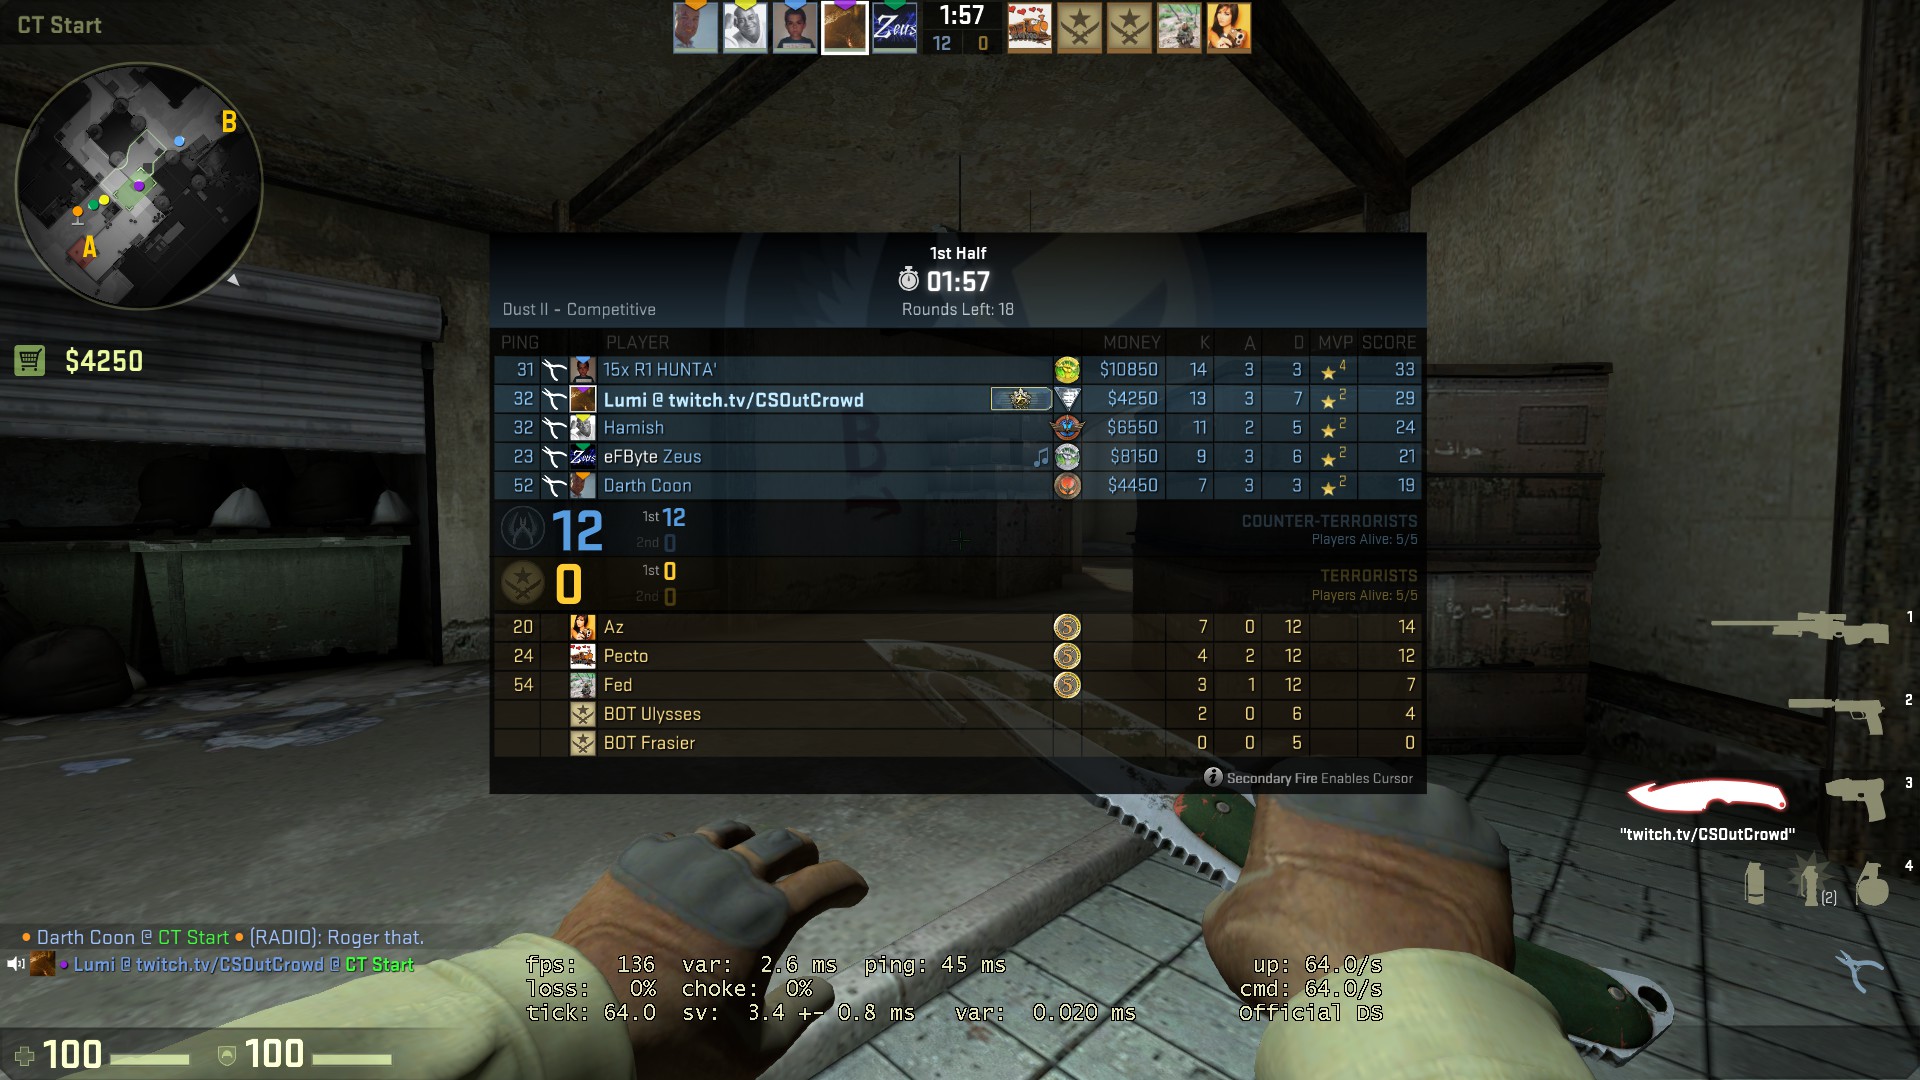 CT Start
Zeus
1:57
12 0
B
A
$4250
1st Half
01:57
Dust II - Competitive
Rounds Left: 18
PING PLAYER MONEY K A D MVP SCORE
31 15x R1 HUNTA' $10850 14 3 3 4 33
32 Lumi @ twitch.tv/CSOutCrowd $4250 13 3 7 2 29
32 Hamish $6550 11 2 5 2 24
23 Zeus eFByte Zeus $8150 9 3 6 2 21
52 Darth Coon $4450 7 3 3 2 19
12 1st 12
2nd 0
COUNTER-TERRORISTS
Players Alive: 5/5
0 1st 0
2nd 0
TERRORISTS
Players Alive: 5/5
20 Az 5 7 0 12 14
24 Pecto 5 4 2 12 12
54 Fed 5 3 1 12 7
BOT Ulysses 2 0 6 4
BOT Frasier 0 0 5 0
Secondary Fire Enables Cursor
1
2
3
"twitch.tv/CSOutCrowd"
4
(2)
Darth Coon @ CT Start • (RADIO): Roger that.
Lumi @ twitch.tv/CSOutCrowd @ CT Start
fps: 136 var: 2.6 ms ping: 45 ms up: 64.0/s
loss: 0% choke: 0% cmd: 64.0/s
tick: 64.0 sv: 3.4 +- 0.8 ms var: 0.020 ms Official DS
100 100